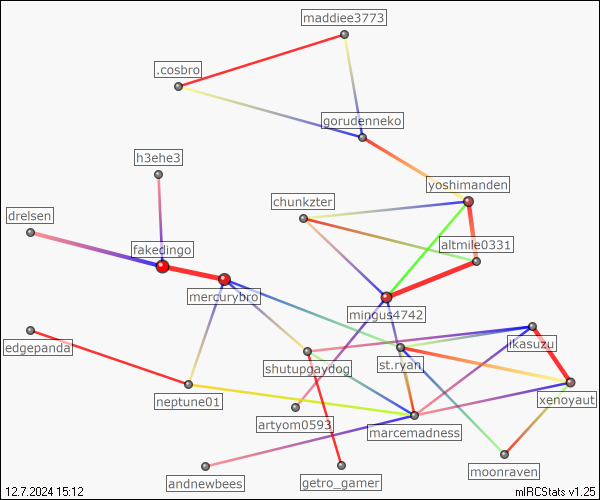 maddiee3773
.cosbro
gorudenneko
h3ehe3
yoshimanden
chunkzter
drelsen
altmile0331
fakedingo
mercurybro
mingus4742
edgepanda
ikasuzu
shutupgaydog
st.ryan
neptune01
xenoyaut
artyom0593
marcemadness
moonraven
andnewbees
getro_gamer
12.7.2024 15:12
mIRCStats v1.25